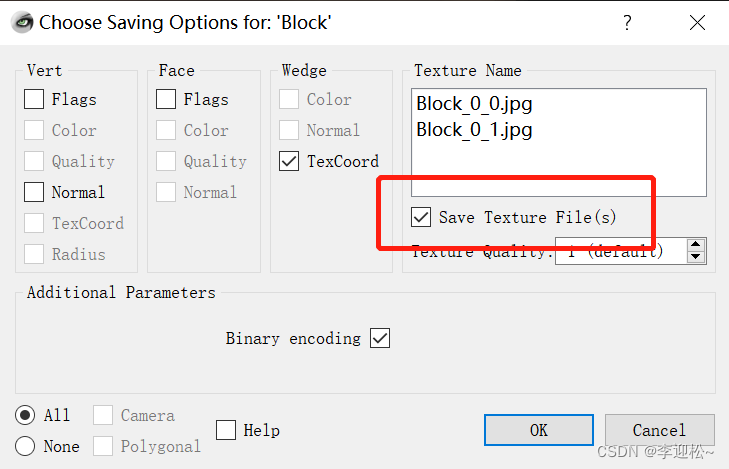 Choose Saving Options for: 'Block'
?
Vert
Flags
Color
Quality
Normal
TexCoord
Radius
Face
Flags
Color
Quality
Normal
Wedge
Color
Normal
TexCoord
Texture Name
Block_0_0.jpg
Block_0_1.jpg
Save Texture File(s)
Texture Quality: -1 (default)
Additional Parameters
Binary encoding
All
Camera
None
Polygonal
Help
OK
Cancel
CSDN @李迎松~